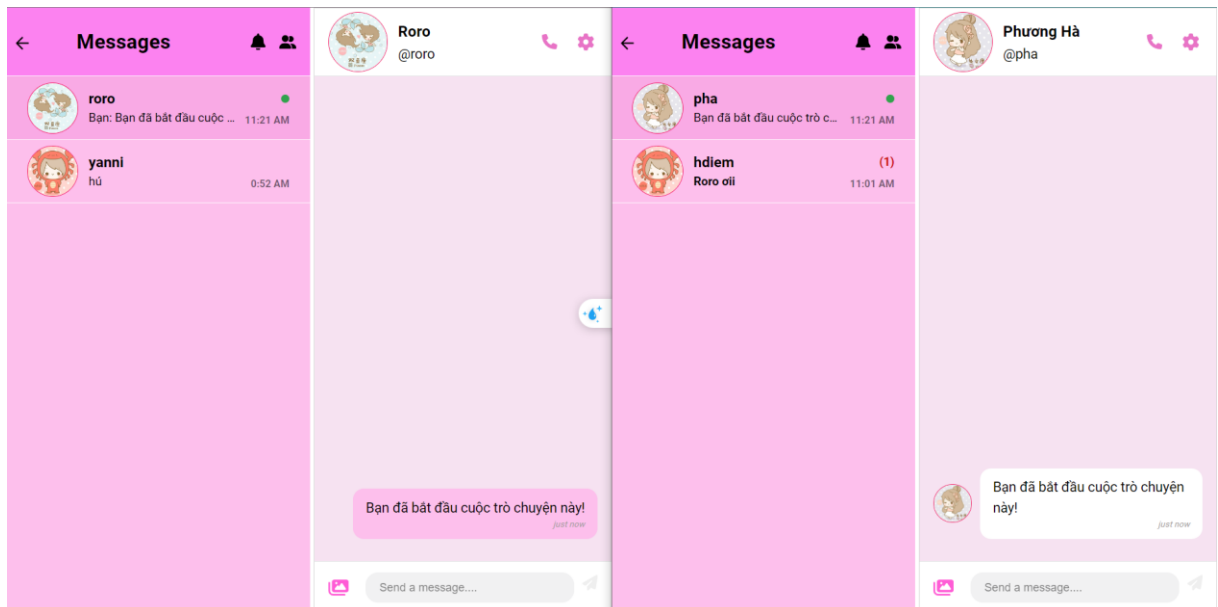 Messages
roro
Bạn: Bạn đã bắt đầu cuộc ... 11:21 AM
yanni
hú 0:52 AM
Roro
@roro
Bạn đã bắt đầu cuộc trò chuyện này!
just now
Send a message....
Messages
pha
Bạn đã bắt đầu cuộc trò c... 11:21 AM
hdiem (1)
Roro ơii 11:01 AM
Phương Hà
@pha
Bạn đã bắt đầu cuộc trò chuyện
này!
just now
Send a message....